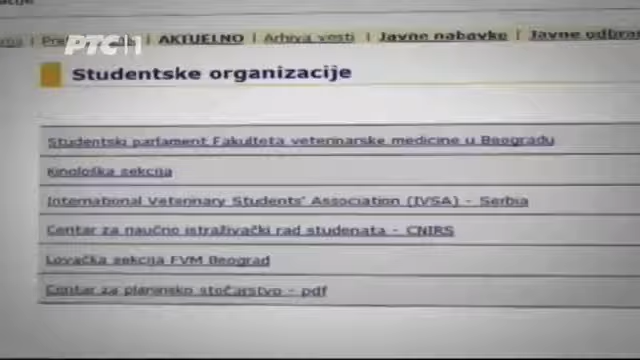 PTC 1
AKTUELNO | Arhiva vesti | Javne nabavke | Javne odbrane
Studentske organizacije
Studentski parlament Fakulteta veterinarske medicine u Beogradu
Kinološka sekcija
International Veterinary Students' Association (IVSA) - Serbia
Centar za naučno istraživački rad studenata - CNIRS
Lovačka sekcija FVM Beograd
Centar za planinsko stočarstvo - pdf